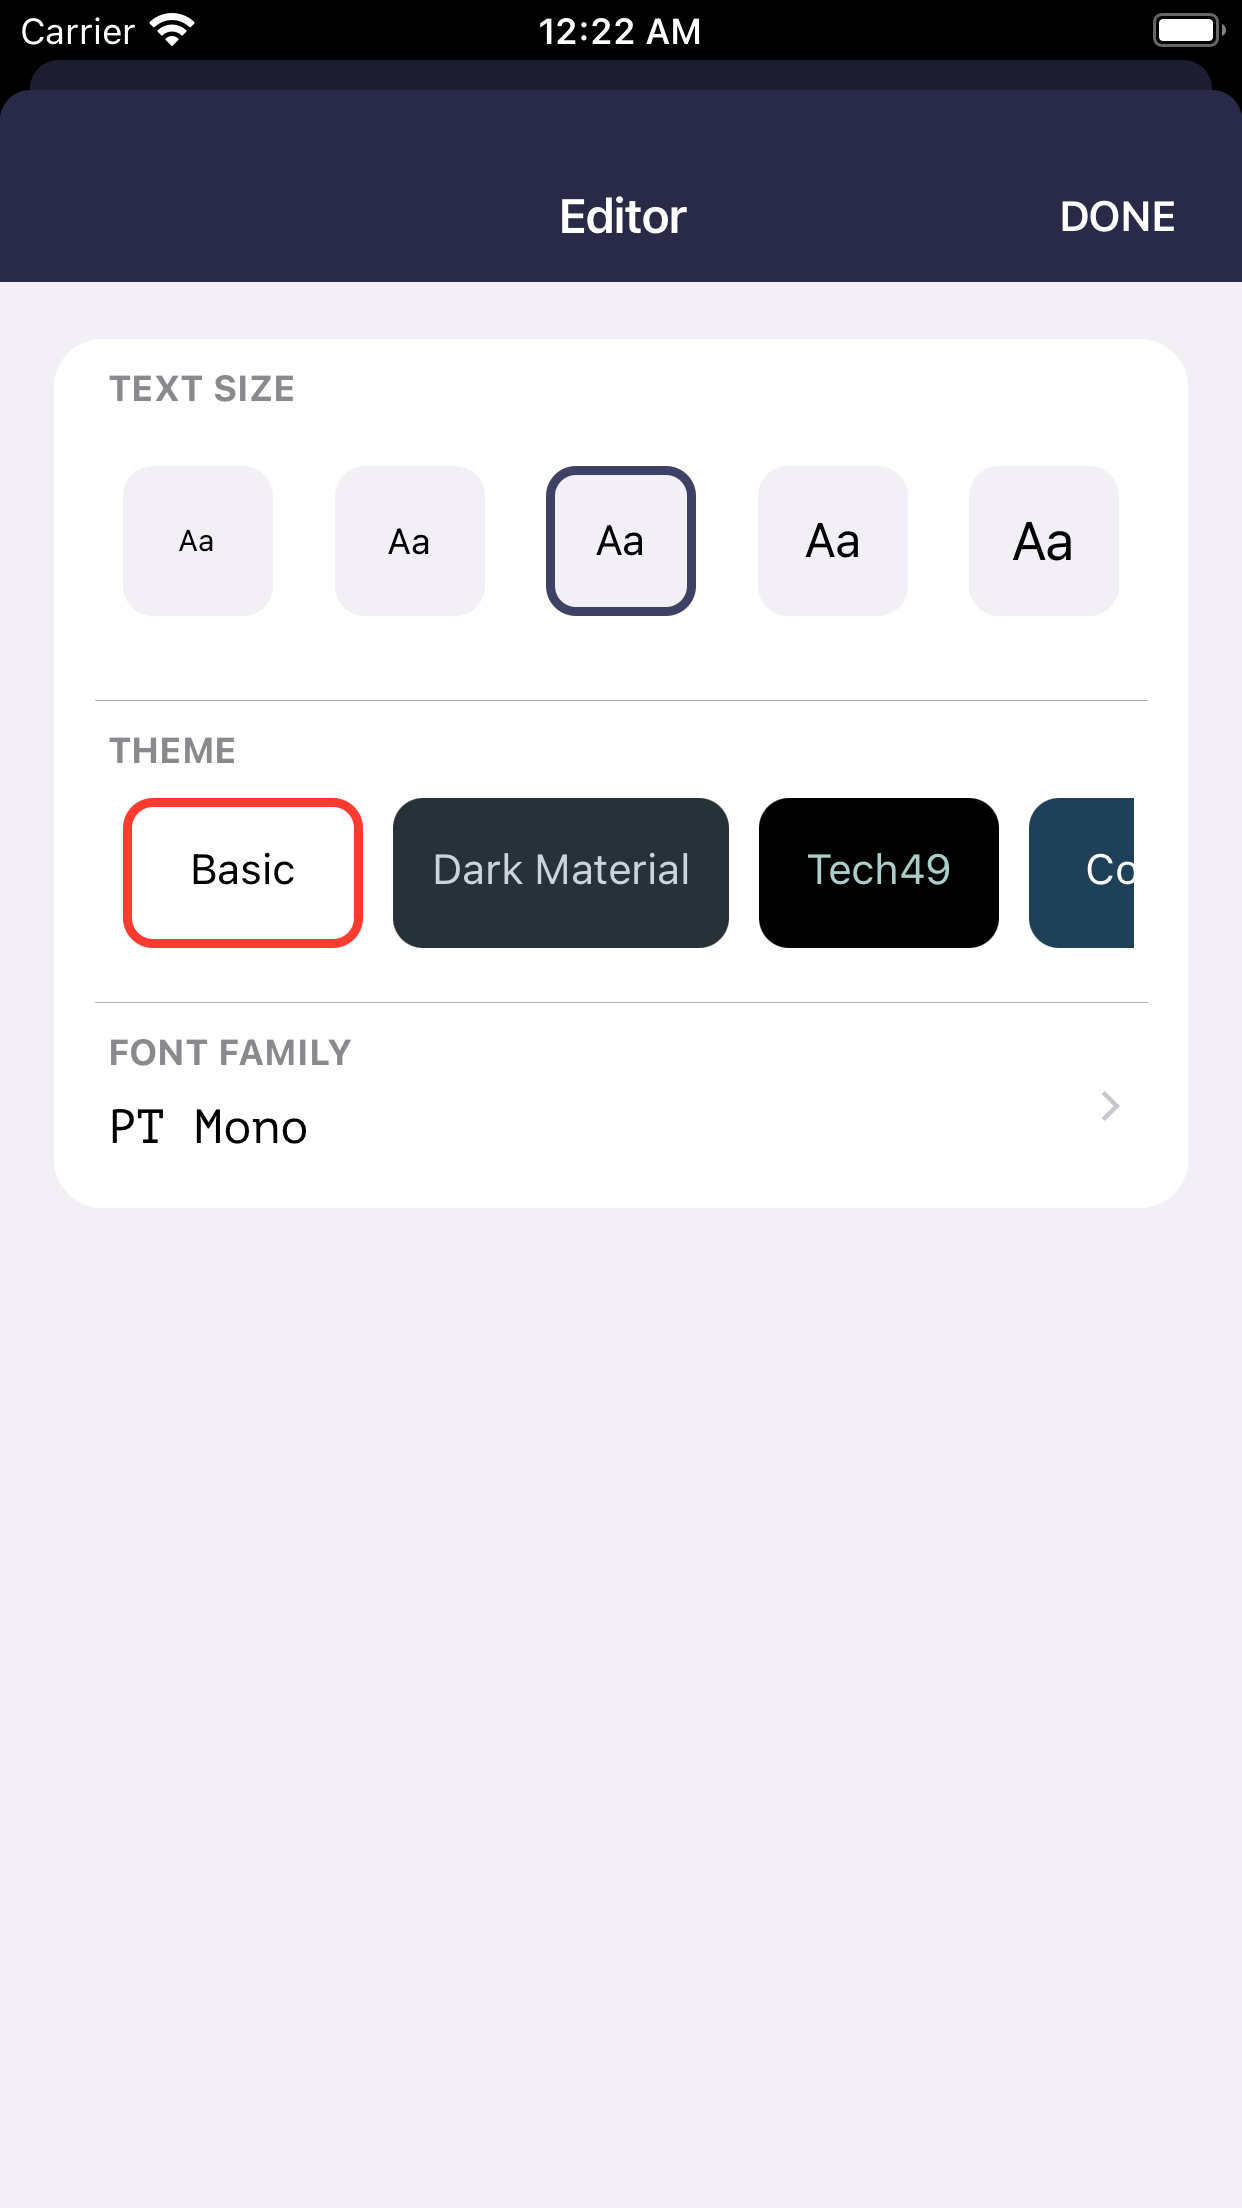 Carrier 12:22 AM
Editor DONE
TEXT SIZE
Aa Aa Aa Aa Aa
THEME
Basic Dark Material Tech49 Co
FONT FAMILY
PT Mono